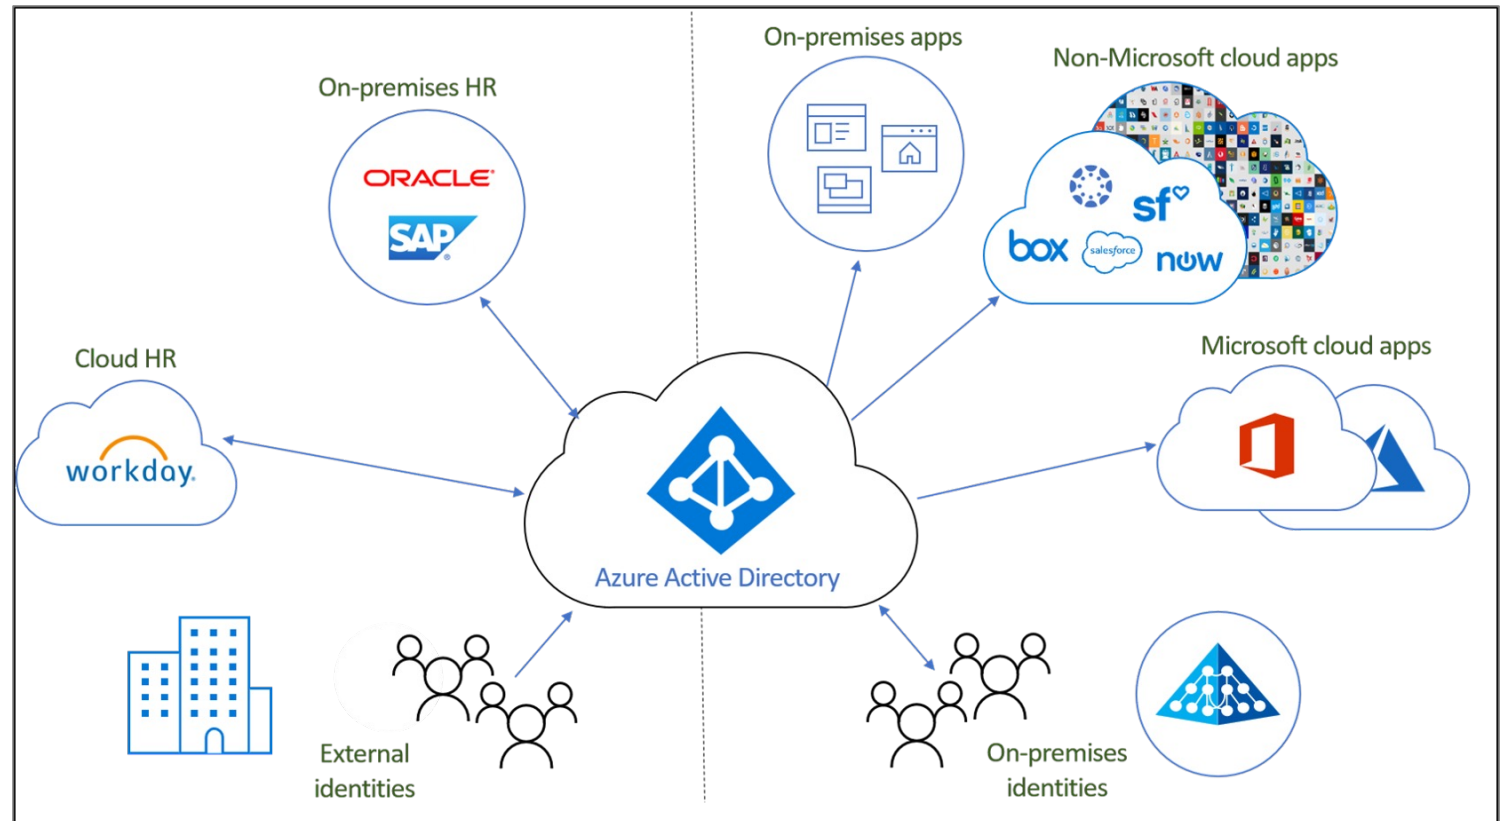 On-premises apps
Non-Microsoft cloud apps
On-premises HR
ORACLE®
SAP®
sf
box
salesforce
now
Cloud HR
workday.
Microsoft cloud apps
Azure Active Directory
External
identities
On-premises
identities